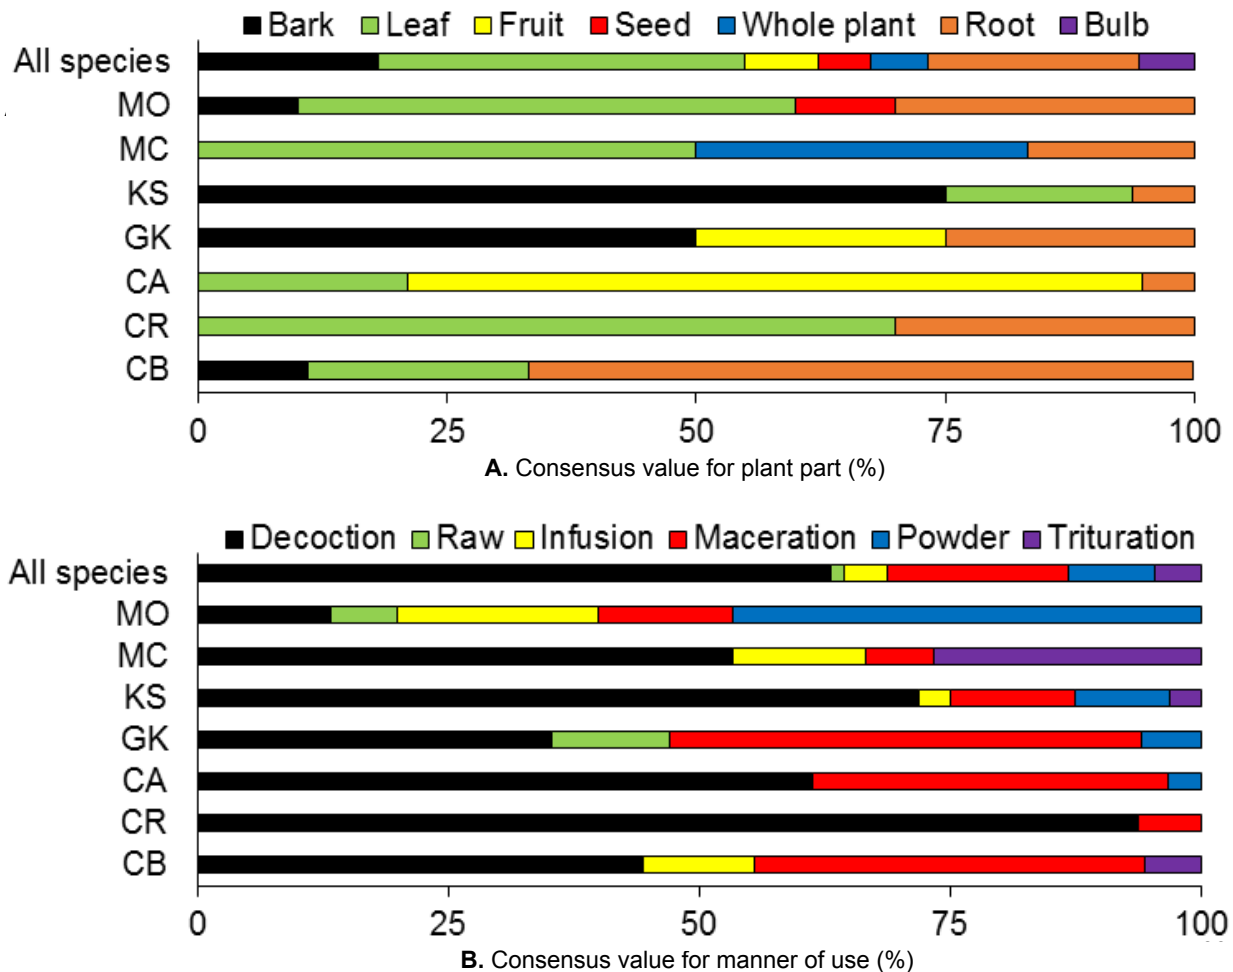 Bark Leaf Fruit Seed Whole plant Root Bulb
All species
MO
MC
KS
GK
CA
CR
CB
0 25 50 75 100
A. Consensus value for plant part (%)
Decoction Raw Infusion Maceration Powder Trituration
All species
MO
MC
KS
GK
CA
CR
CB
0 25 50 75 100
B. Consensus value for manner of use (%)